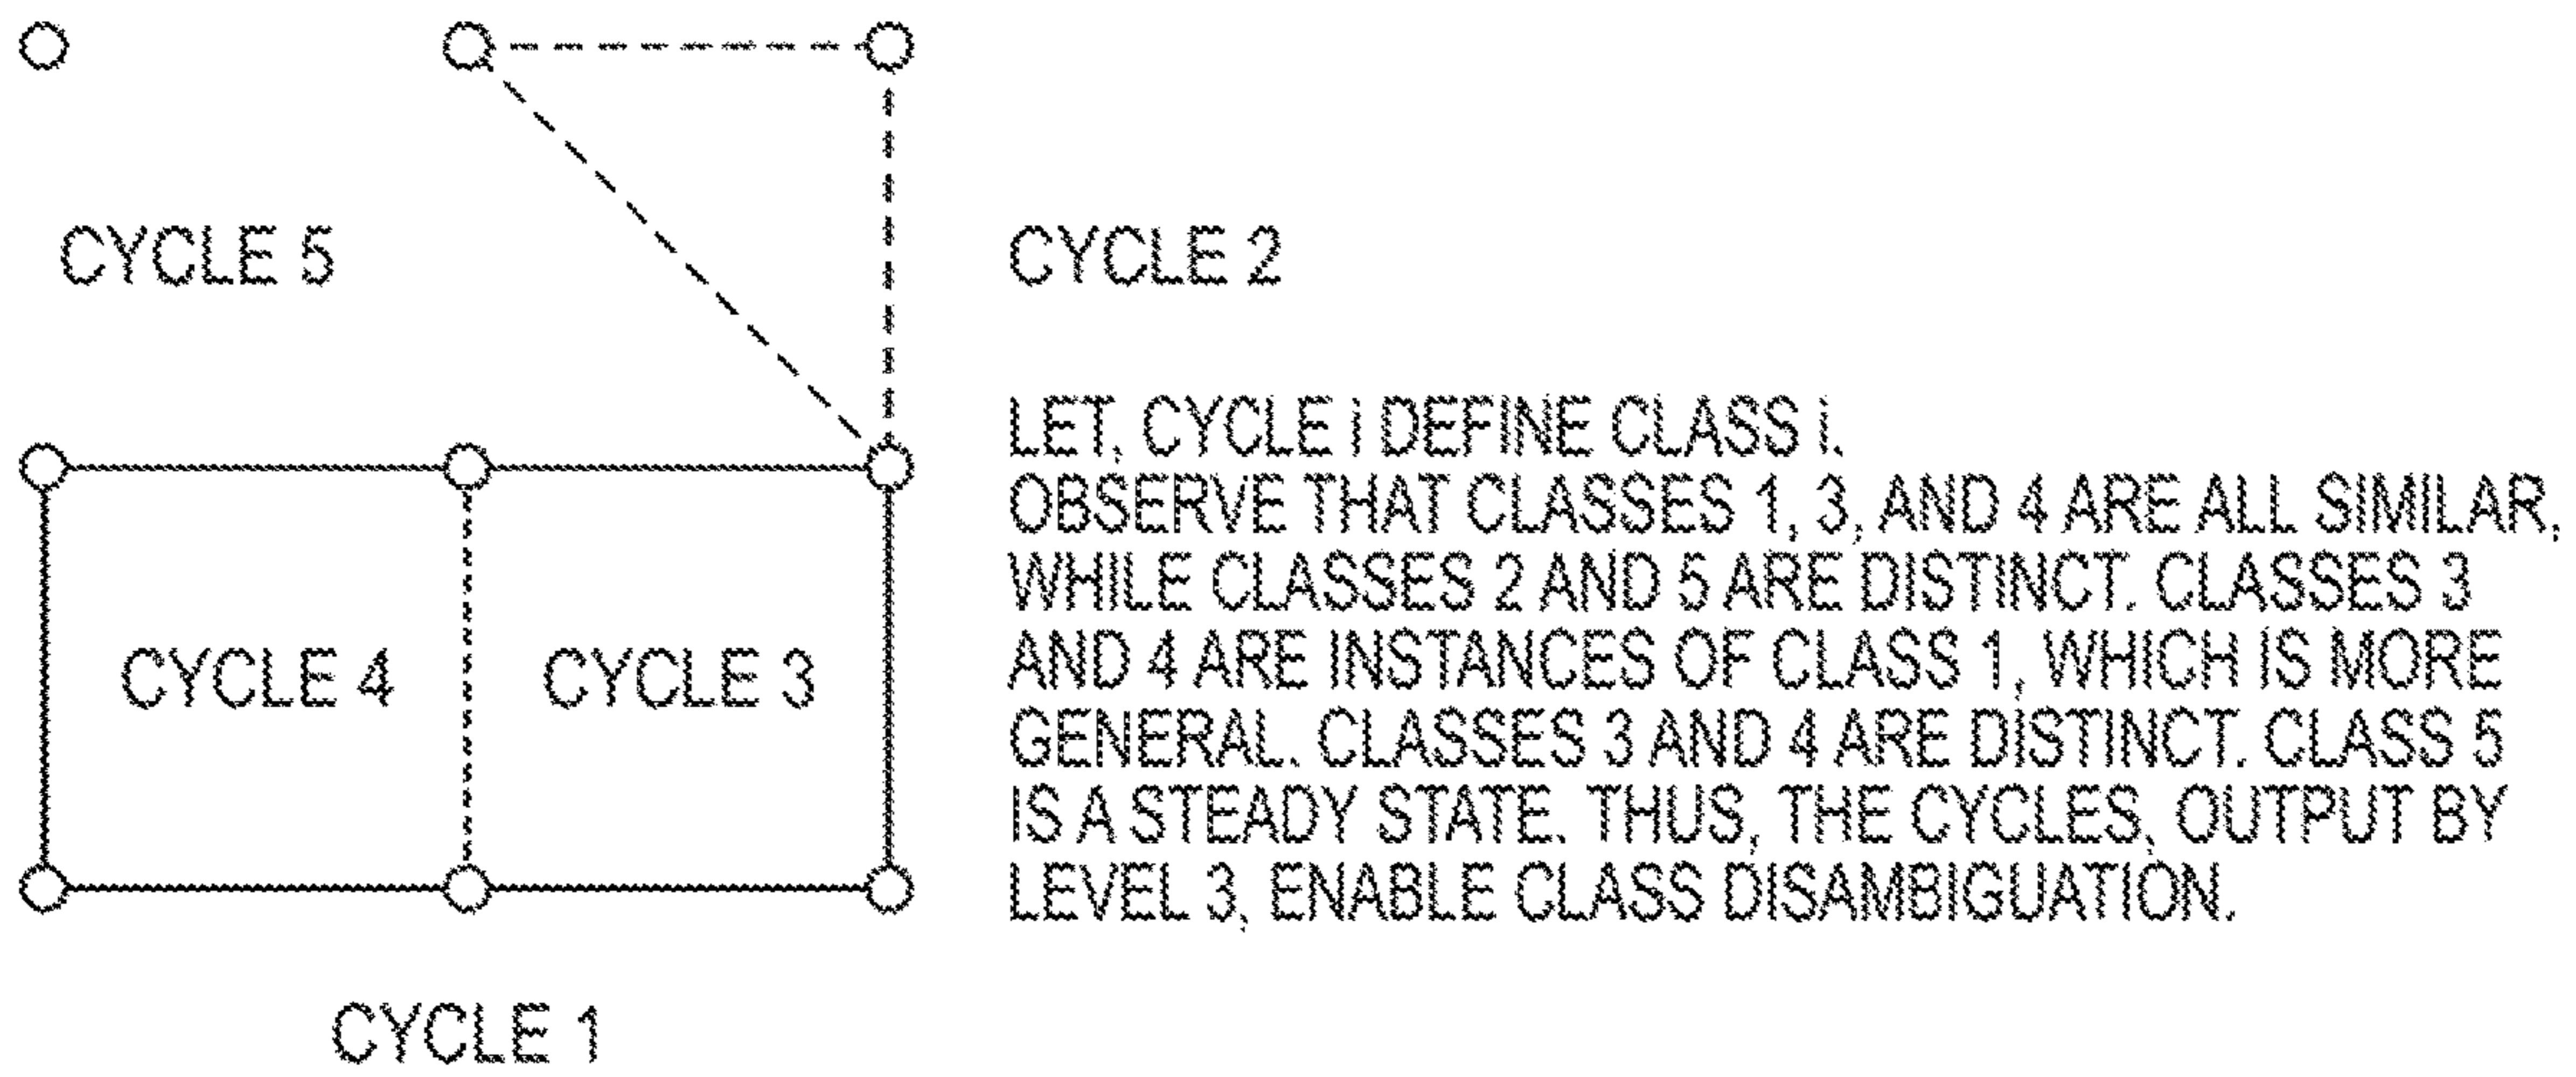 CYCLE 5
CYCLE 2
LET, CYCLE i DEFINE CLASS i.
OBSERVE THAT CLASSES 1, 3, AND 4 ARE ALL SIMILAR,
WHILE CLASSES 2 AND 5 ARE DISTINCT. CLASSES 3
AND 4 ARE INSTANCES OF CLASS 1, WHICH IS MORE
GENERAL. CLASSES 3 AND 4 ARE DISTINCT. CLASS 5
IS A STEADY STATE. THUS, THE CYCLES, OUTPUT BY
LEVEL 3, ENABLE CLASS DISAMBIGUATION.
CYCLE 4
CYCLE 3
CYCLE 1